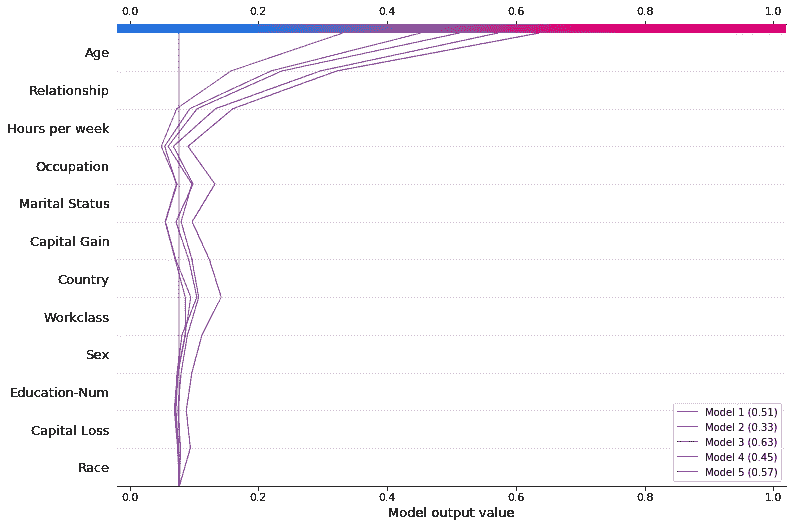 0.0 0.2 0.4 0.6 0.8 1.0
Age
Relationship
Hours per week
Occupation
Marital Status
Capital Gain
Country
Workclass
Sex
Education-Num
Capital Loss
Race
Model 1 (0.51)
Model 2 (0.33)
Model 3 (0.63)
Model 4 (0.45)
Model 5 (0.57)
0.0 0.2 0.4 0.6 0.8 1.0
Model output value